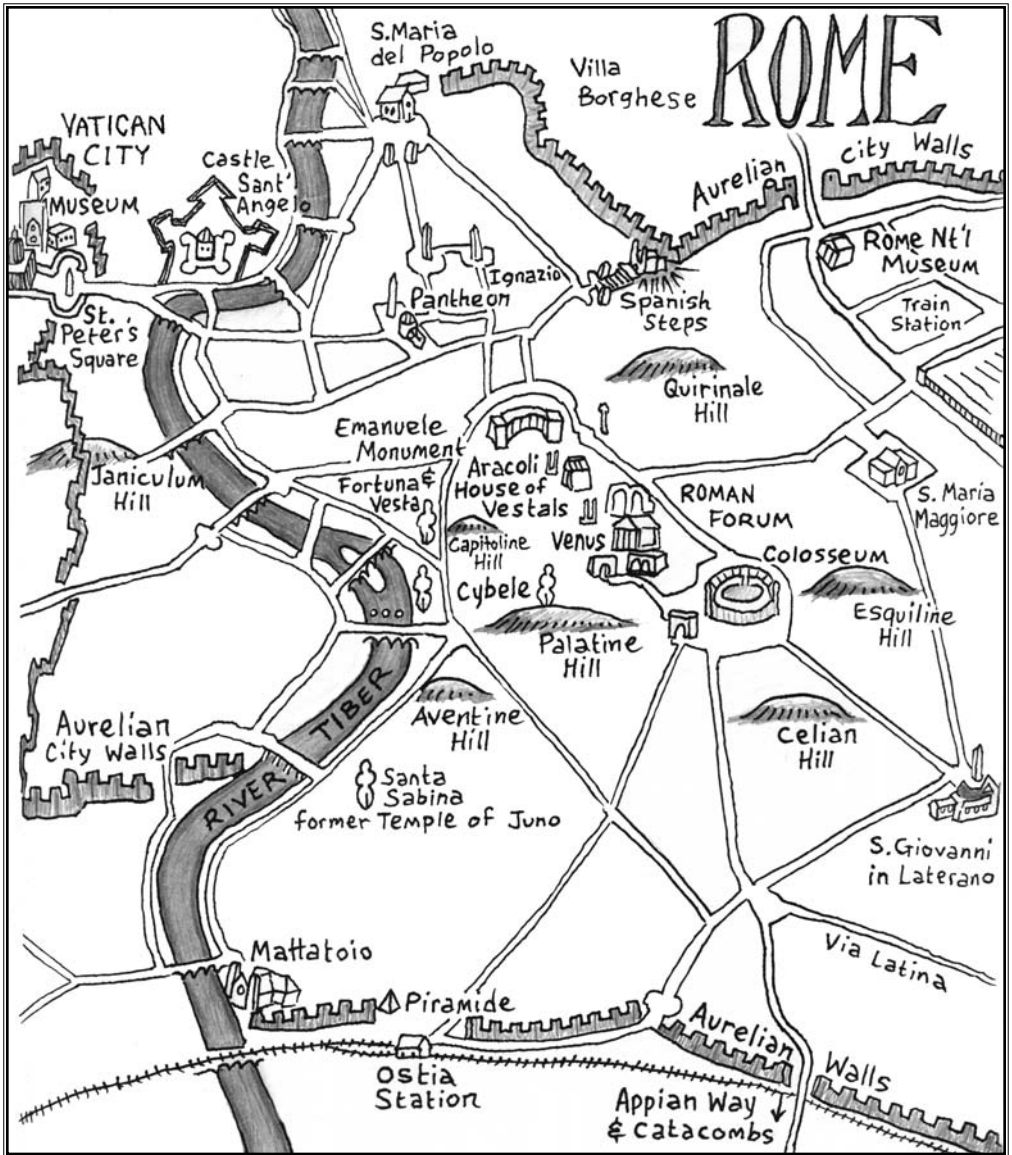 ROME
S. Maria
del Popolo
Villa
Borghese
VATICAN
CITY
MUSEUM
Castle
Sant'
Angelo
Aurelian
City Walls
Rome Nt'l
Museum
Train
Station
Ignazio
Pantheon
Spanish
Steps
St.
Peter's
Square
Quirinale
Hill
Emanuele
Monument
Janiculum
Hill
Fortuna &
Vesta
Aracoli
House of
Vestals
ROMAN
FORUM
S. Maria
Maggiore
Capitoline
Hill
Venus
COLOSSEUM
Cybele
Esquiline
Hill
Palatine
Hill
Aventine
Hill
Celian
Hill
Aurelian
City Walls
RIVER TIBER
Santa
Sabina
former Temple of Juno
S. Giovanni
in Laterano
Via Latina
Mattatoio
Piramide
Ostia
Station
Aurelian
Walls
Appian Way
& Catacombs